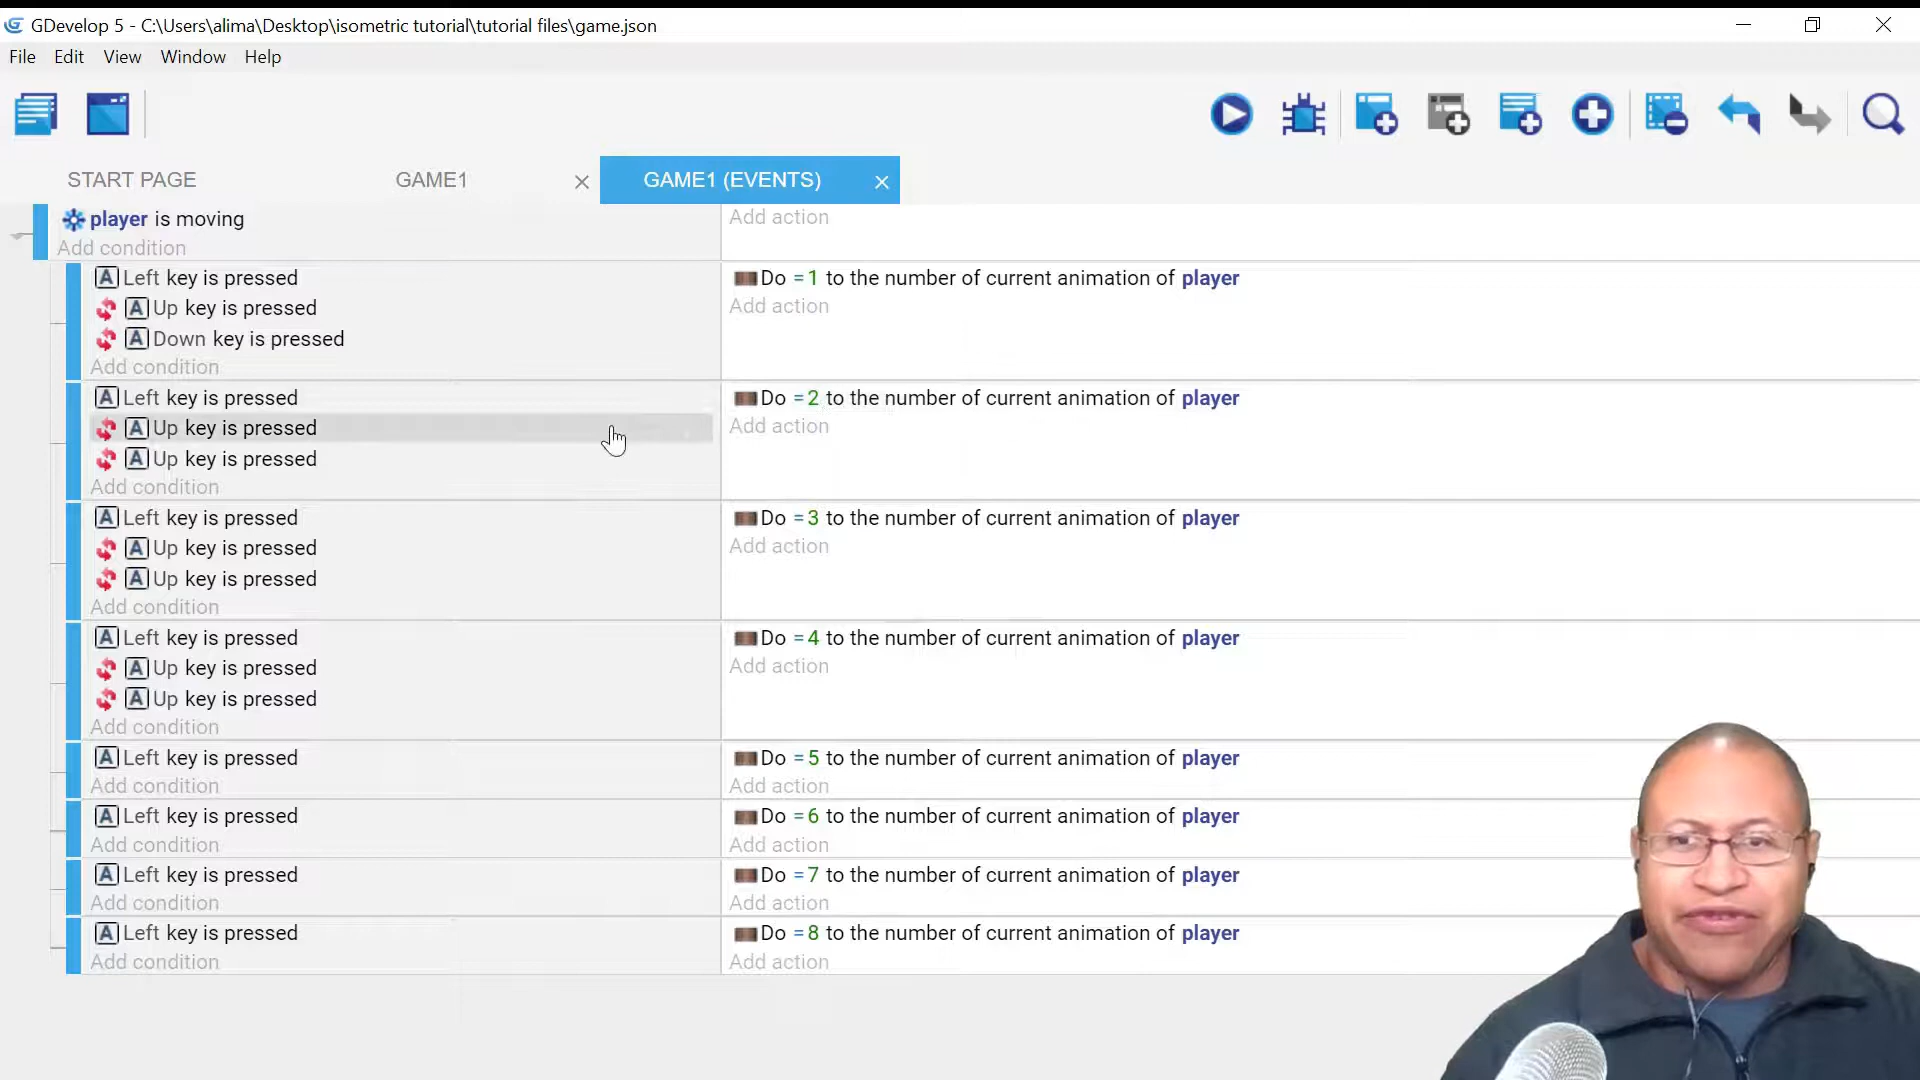 GDevelop 5 - C:\Users\alima\Desktop\isometric tutorial\tutorial files\game.json
File Edit View Window Help
START PAGE GAME1 GAME1 (EVENTS)
player is moving Add action
Add condition
Left key is pressed Do =1 to the number of current animation of player
Up key is pressed Add action
Down key is pressed
Add condition
Left key is pressed Do =2 to the number of current animation of player
Up key is pressed Add action
Up key is pressed
Add condition
Left key is pressed Do =3 to the number of current animation of player
Up key is pressed Add action
Up key is pressed
Add condition
Left key is pressed Do =4 to the number of current animation of player
Up key is pressed Add action
Up key is pressed
Add condition
Left key is pressed Do =5 to the number of current animation of player
Add condition Add action
Left key is pressed Do =6 to the number of current animation of player
Add condition Add action
Left key is pressed Do =7 to the number of current animation of player
Add condition Add action
Left key is pressed Do =8 to the number of current animation of player
Add condition Add action